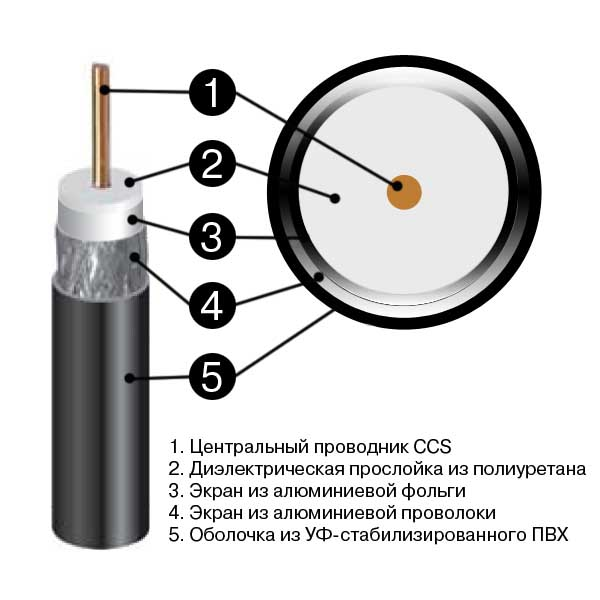 1
2
3
4
5
1. Центральный проводник CCS
2. Диэлектрическая прослойка из полиуретана
3. Экран из алюминиевой фольги
4. Экран из алюминиевой проволоки
5. Оболочка из УФ-стабилизированного ПВХ